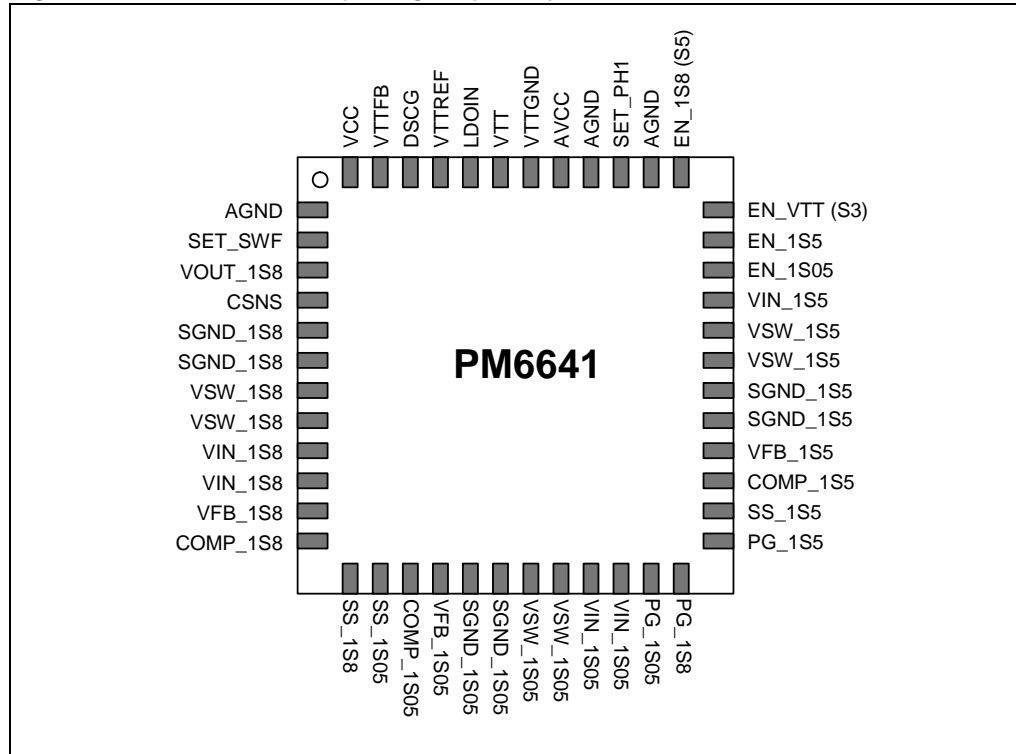 VCC
VTTFB
DSCG
VTTREF
LDOIN
VTT
VTTGND
AVCC
AGND
SET_PH1
AGND
EN_1S8 (S5)
AGND
SET_SWF
VOUT_1S8
CSNS
SGND_1S8
SGND_1S8
VSW_1S8
VSW_1S8
VIN_1S8
VIN_1S8
VFB_1S8
COMP_1S8
PM6641
EN_VTT (S3)
EN_1S5
EN_1S05
VIN_1S5
VSW_1S5
VSW_1S5
SGND_1S5
SGND_1S5
VFB_1S5
COMP_1S5
SS_1S5
PG_1S5
SS_1S8
SS_1S05
COMP_1S05
VFB_1S05
SGND_1S05
SGND_1S05
VSW_1S05
VSW_1S05
VIN_1S05
VIN_1S05
PG_1S05
PG_1S8